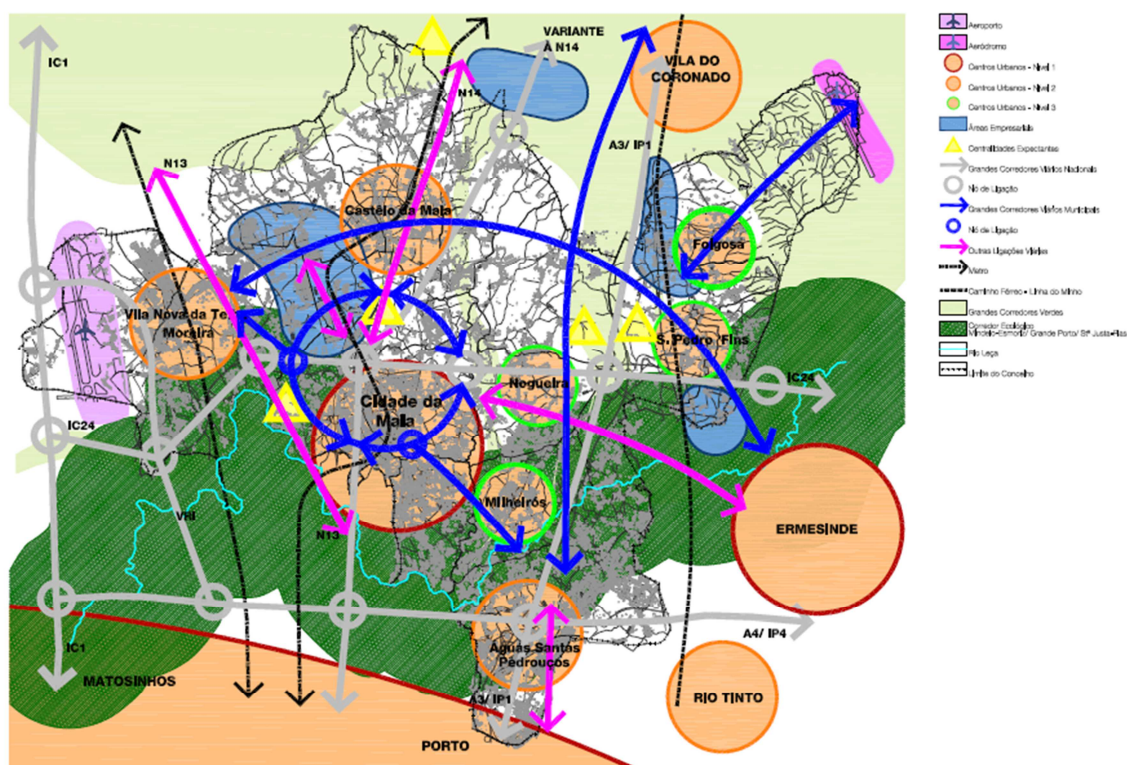 IC1
VARIANTE
À N14
VILA DO
CORONADO
N14
A3/ IP1
N13
Castêlo da Maia
Folgosa
Vila Nova da Te
Moreira
S. Pedro Fins
Nogueira
Cidade da
Maia
IC24
IC24
Milheirós
VRI
N13
ERMESINDE
A4/ IP4
IC1
Águas Santas
Pedrouços
MATOSINHOS
A3/ IP1
RIO TINTO
PORTO
Aeroporto
Aeródromo
Centros Urbanos - Nível 1
Centros Urbanos - Nível 2
Centros Urbanos - Nível 3
Áreas Empresariais
Centralidades Expectantes
Grandes Corredores Viários Nacionais
Nó de Ligação
Grandes Corredores Viários Municipais
Nó de Ligação
Outras Ligações Viárias
Metro
Caminho Férreo - Linha do Minho
Grandes Corredores Verdes
Corredor Ecológico
Rio Leça
Limite do Concelho